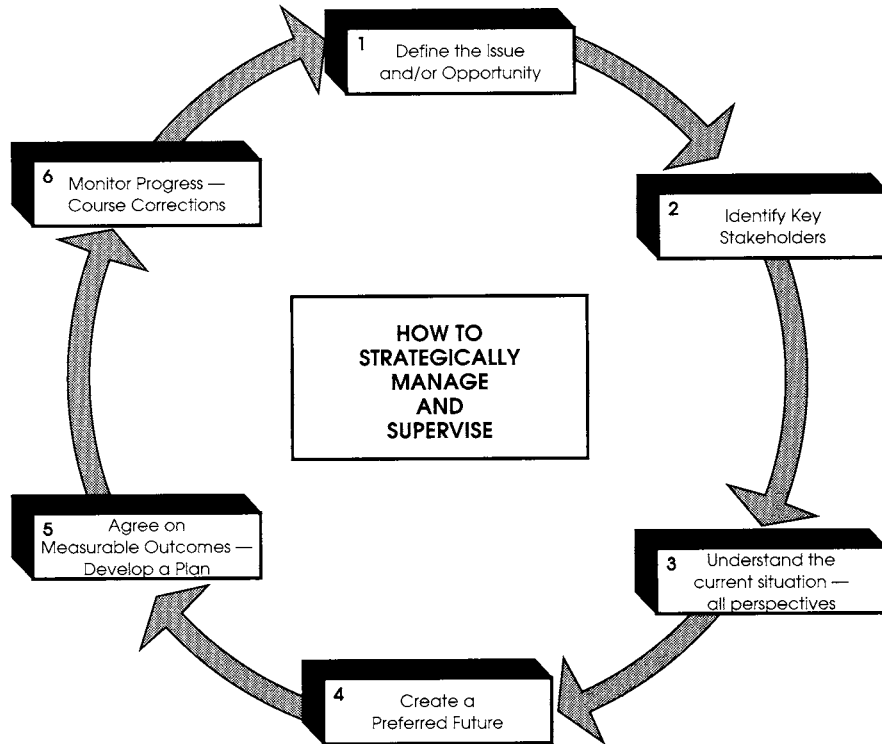 1
Define the Issue
and/or Opportunity
2
Identify Key
Stakeholders
3
Understand the
current situation —
all perspectives
4
Create a
Preferred Future
5
Agree on
Measurable Outcomes —
Develop a Plan
6
Monitor Progress —
Course Corrections
HOW TO
STRATEGICALLY
MANAGE
AND
SUPERVISE